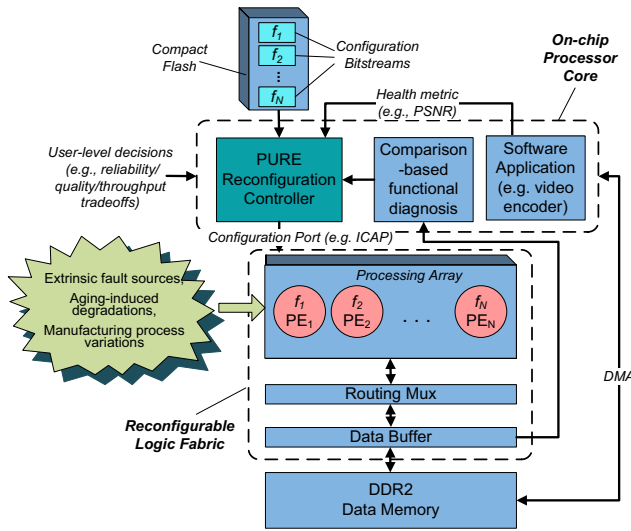 Compact
Flash
f1
f2
⋮
fN
Configuration
Bitstreams
On-chip
Processor
Core
Health metric
(e.g., PSNR)
User-level decisions
(e.g., reliability/
quality/throughput
tradeoffs)
PURE
Reconfiguration
Controller
Comparison
-based
functional
diagnosis
Software
Application
(e.g. video
encoder)
Configuration Port (e.g. ICAP)
Extrinsic fault sources,
Aging-induced
degradations,
Manufacturing process
variations
Processing Array
f1 f2 . . . fN
PE1 PE2 PEN
Routing Mux
Data Buffer
Reconfigurable
Logic Fabric
DMA
DDR2
Data Memory